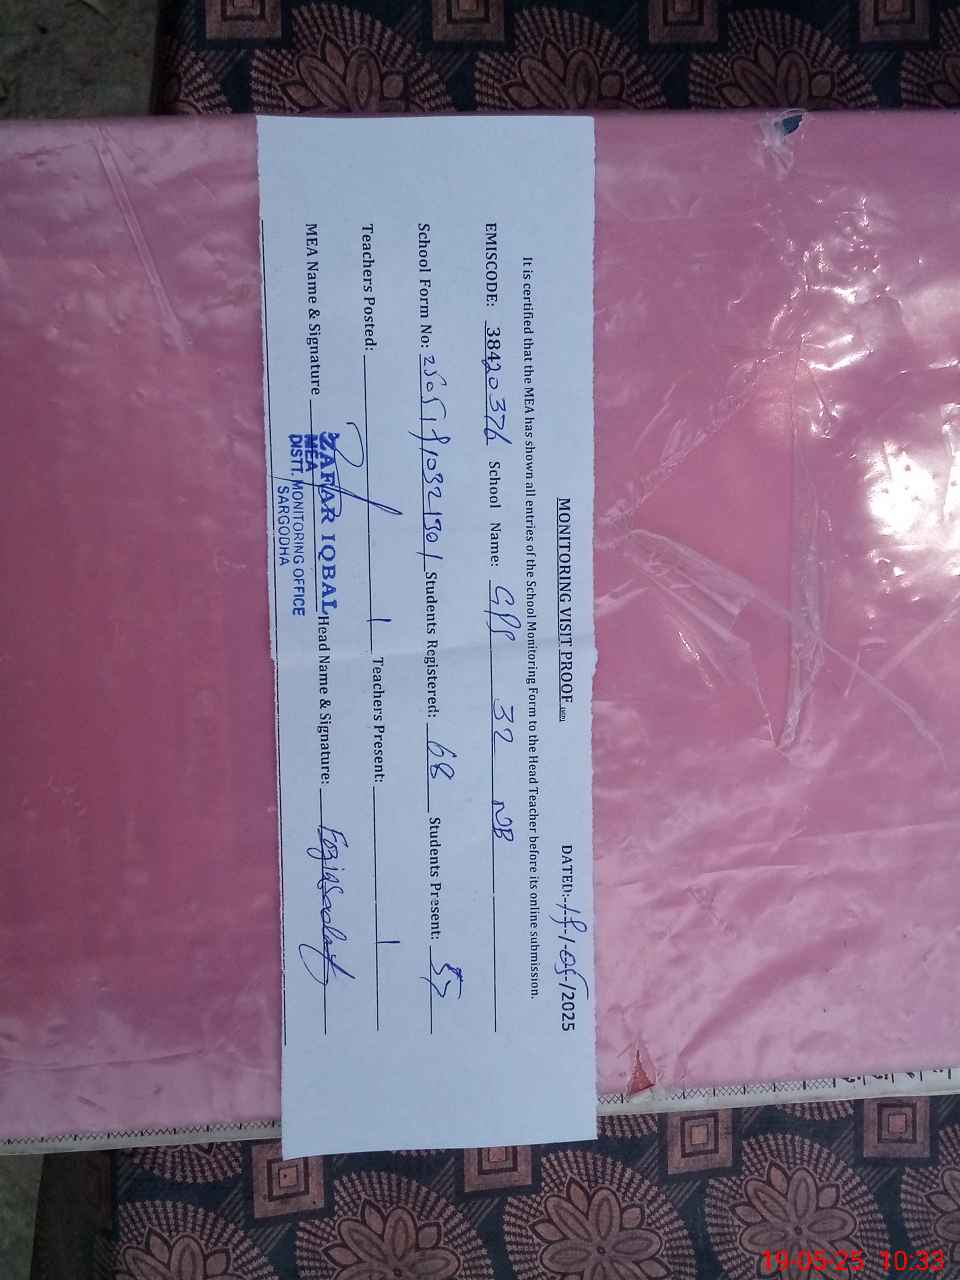 MONITORING VISIT PROOF DATED: 19/05/2025
It is certified that the MEA has shown all entries of the School Monitoring Form to the Head Teacher before its online submission.
EMISCODE: 38420376 School Name: GPS 32 NB
School Form No: Students Registered: 68 Students Present: 57
Teachers Posted: 1 Teachers Present: 1
MEA Name & Signature Head Name & Signature:
ZAFAR IQBAL
MEA
DISTT. MONITORING OFFICE
SARGODHA
19-05-25 10:33